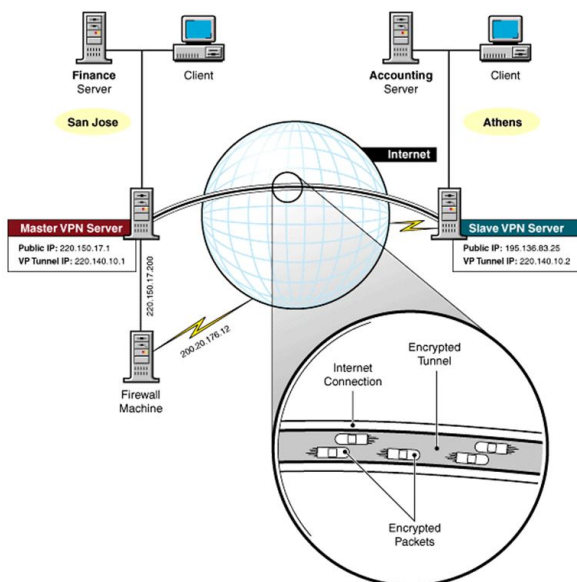 Finance
Server
Client
Accounting
Server
Client
San Jose
Athens
Internet
Master VPN Server
Public IP: 220.150.17.1
VP Tunnel IP: 220.140.10.1
Slave VPN Server
Public IP: 195.136.83.25
VP Tunnel IP: 220.140.10.2
220.150.17.200
200.20.176.12
Firewall
Machine
Internet
Connection
Encrypted
Tunnel
Encrypted
Packets